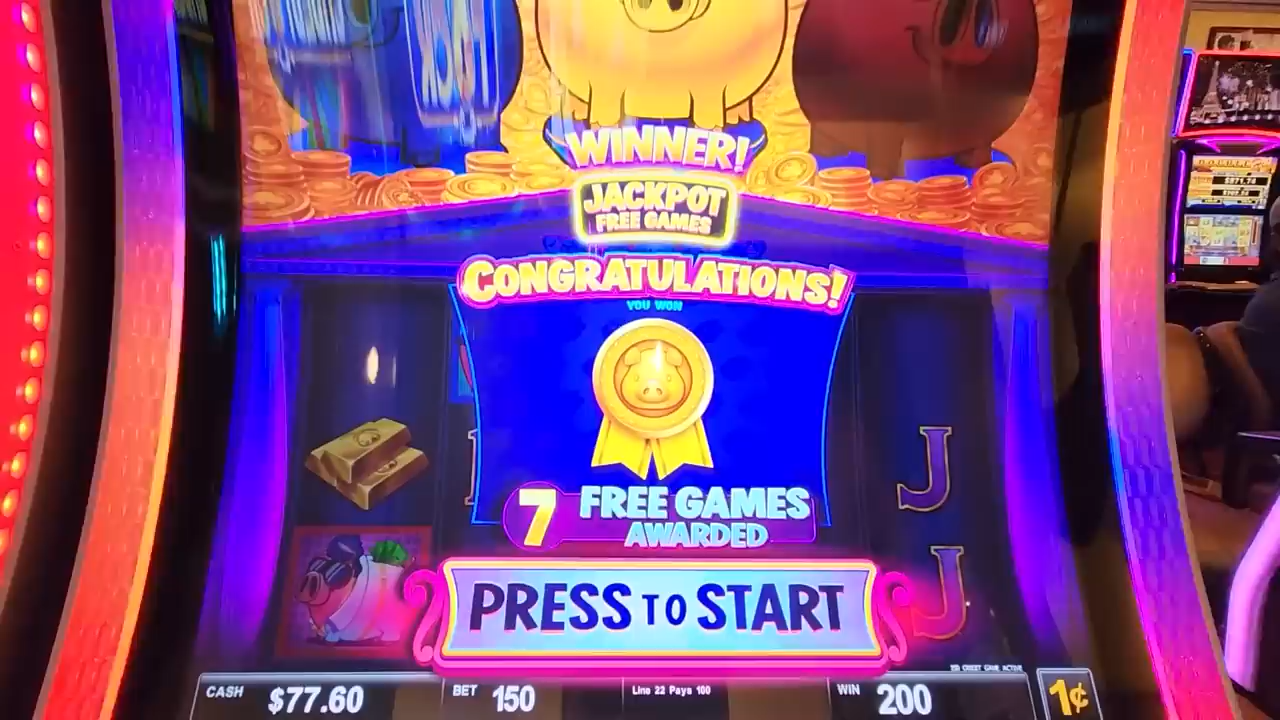 WINNER!
JACKPOT
FREE GAMES
CONGRATULATIONS!
YOU WON
7 FREE GAMES
AWARDED
PRESS TO START
J
J
CASH $77.60
BET 150
Line 22 Pays 100
WIN 200
1¢